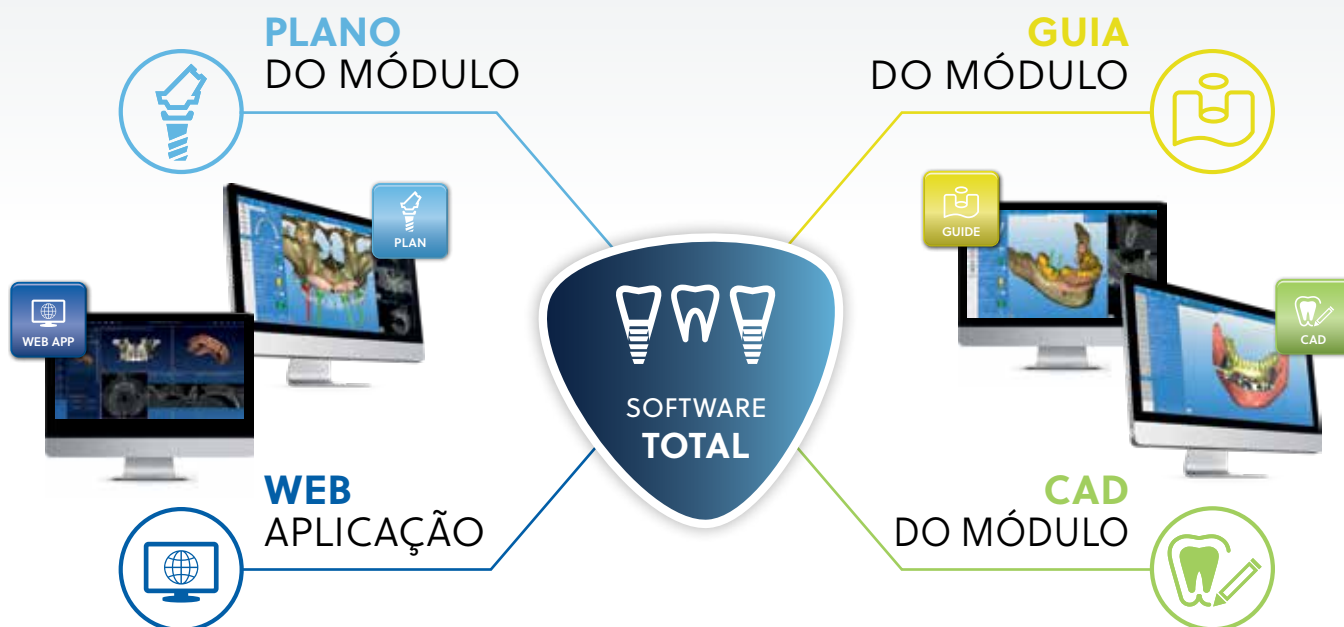 PLANO
DO MÓDULO
GUIA
DO MÓDULO
PLAN
GUIDE
WEB APP
CAD
SOFTWARE
TOTAL
WEB
APLICAÇÃO
CAD
DO MÓDULO